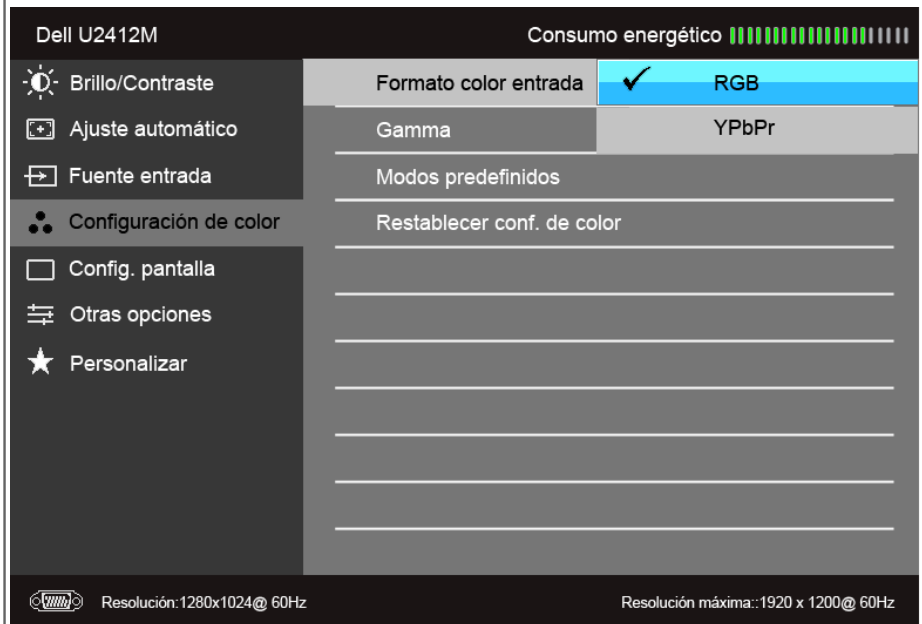 Dell U2412M
Consumo energético
Brillo/Contraste
Ajuste automático
Fuente entrada
Configuración de color
Config. pantalla
Otras opciones
Personalizar
Formato color entrada
RGB
Gamma
YPbPr
Modos predefinidos
Restablecer conf. de color
Resolución:1280x1024@ 60Hz
Resolución máxima::1920 x 1200@ 60Hz